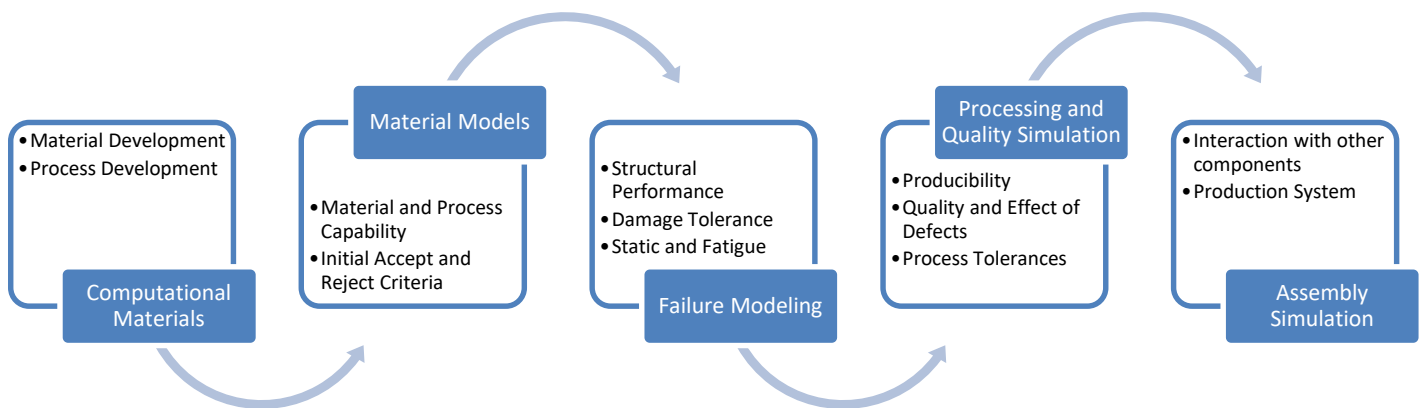 • Material Development
• Process Development
Computational
Materials
Material Models
• Material and Process
Capability
• Initial Accept and
Reject Criteria
• Structural
Performance
• Damage Tolerance
• Static and Fatigue
Failure Modeling
Processing and
Quality Simulation
• Producibility
• Quality and Effect of
Defects
• Process Tolerances
• Interaction with other
components
• Production System
Assembly
Simulation